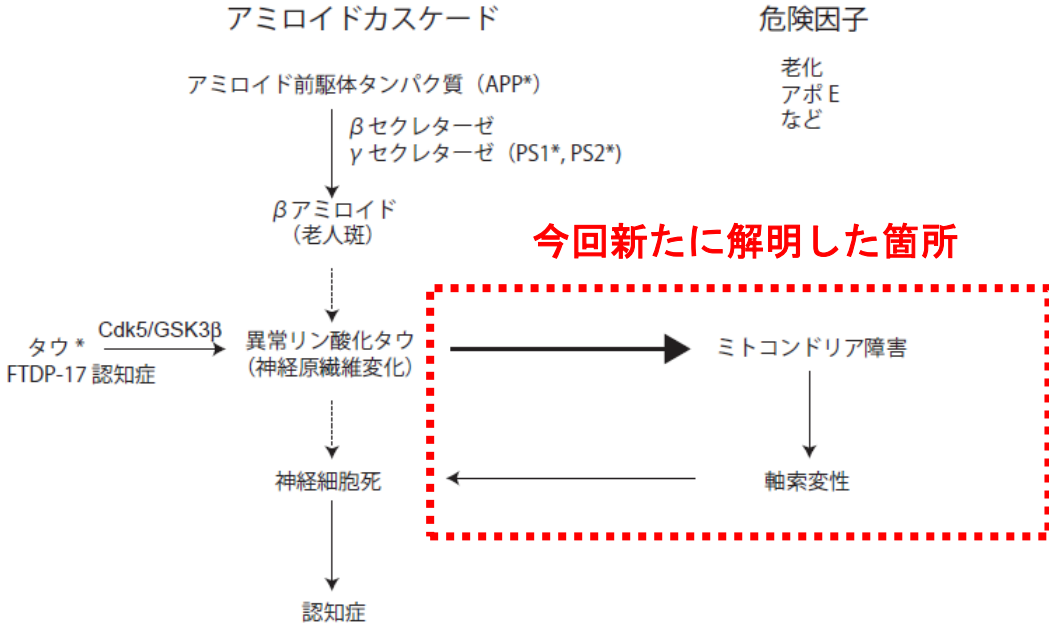 アミロイドカスケード
危険因子
アミロイド前駆体タンパク質（APP*）
老化
アポ E
など
β セクレターゼ
γ セクレターゼ（PS1*, PS2*)
β アミロイド
（老人斑）
今回新たに解明した箇所
Cdk5/GSK3β
タウ *
FTDP-17 認知症
異常リン酸化タウ
（神経原繊維変化）
ミトコンドリア障害
神経細胞死
軸索変性
認知症